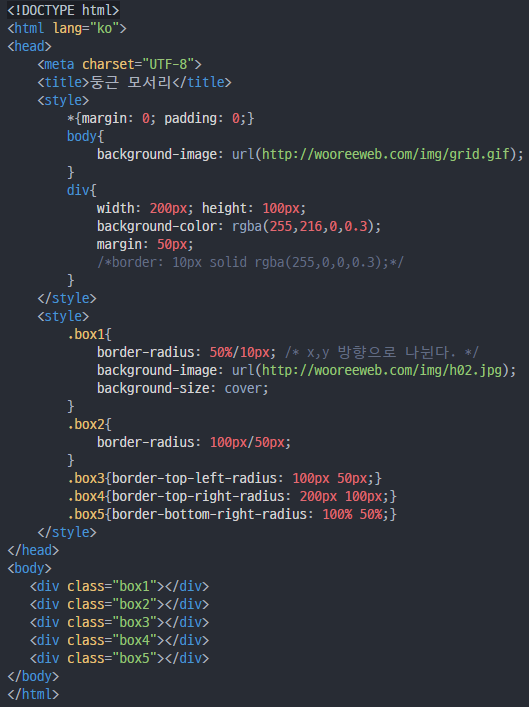 <!DOCTYPE html>
<html lang="ko">
<head>
    <meta charset="UTF-8">
    <title>둥근 모서리</title>
    <style>
        *{margin: 0; padding: 0;}
        body{
            background-image: url(http://wooreeweb.com/img/grid.gif);
        }
        div{
            width: 200px; height: 100px;
            background-color: rgba(255,216,0,0.3);
            margin: 50px;
            /*border: 10px solid rgba(255,0,0,0.3);*/
        }
    </style>
    <style>
        .box1{
            border-radius: 50%/10px; /* x,y 방향으로 나뉜다. */
            background-image: url(http://wooreeweb.com/img/h02.jpg);
            background-size: cover;
        }
        .box2{
            border-radius: 100px/50px;
        }
        .box3{border-top-left-radius: 100px 50px;}
        .box4{border-top-right-radius: 200px 100px;}
        .box5{border-bottom-right-radius: 100% 50%;}
    </style>
</head>
<body>
   <div class="box1"></div>
   <div class="box2"></div>
   <div class="box3"></div>
   <div class="box4"></div>
   <div class="box5"></div>
</body>
</html>